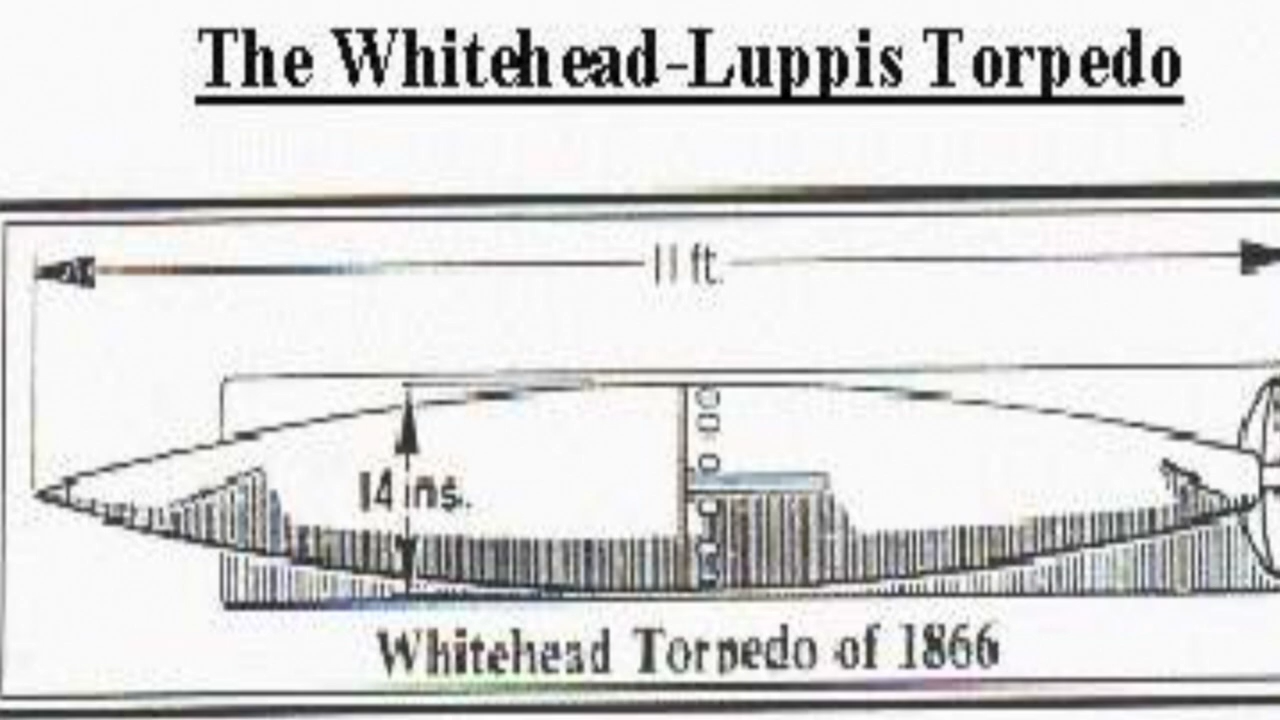 The Whitehead-Luppis Torpedo
11 ft.
14 ins.
Whitehead Torpedo of 1866